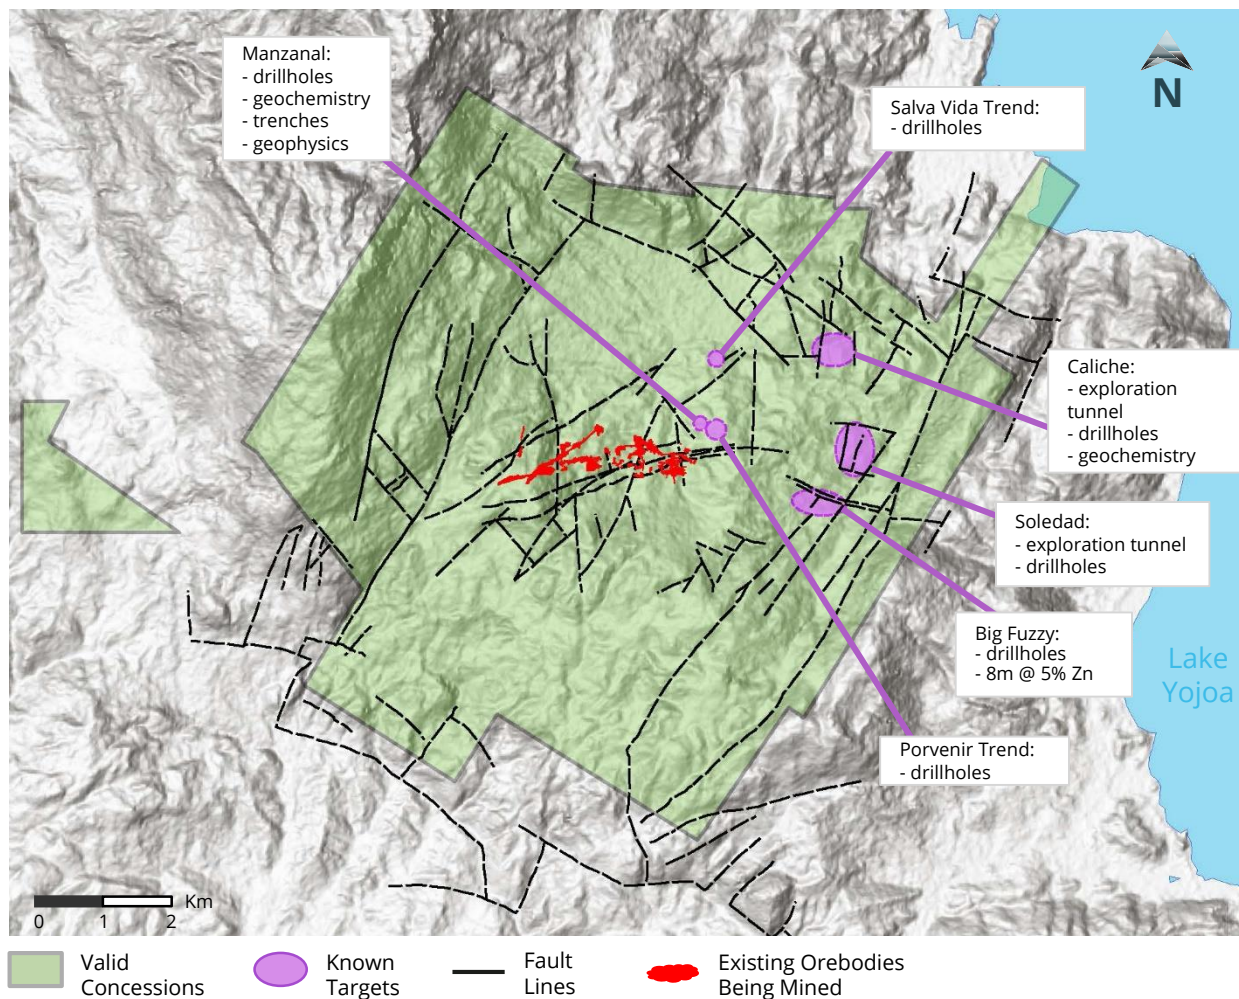 Manzanal:
- drillholes
- geochemistry
- trenches
- geophysics
Salva Vida Trend:
- drillholes
N
Caliche:
- exploration
tunnel
- drillholes
- geochemistry
Soledad:
- exploration tunnel
- drillholes
Big Fuzzy:
- drillholes
- 8m @ 5% Zn
Lake
Yojoa
Porvenir Trend:
- drillholes
Km
0 1 2
Valid
Concessions
Known
Targets
Fault
Lines
Existing Orebodies
Being Mined